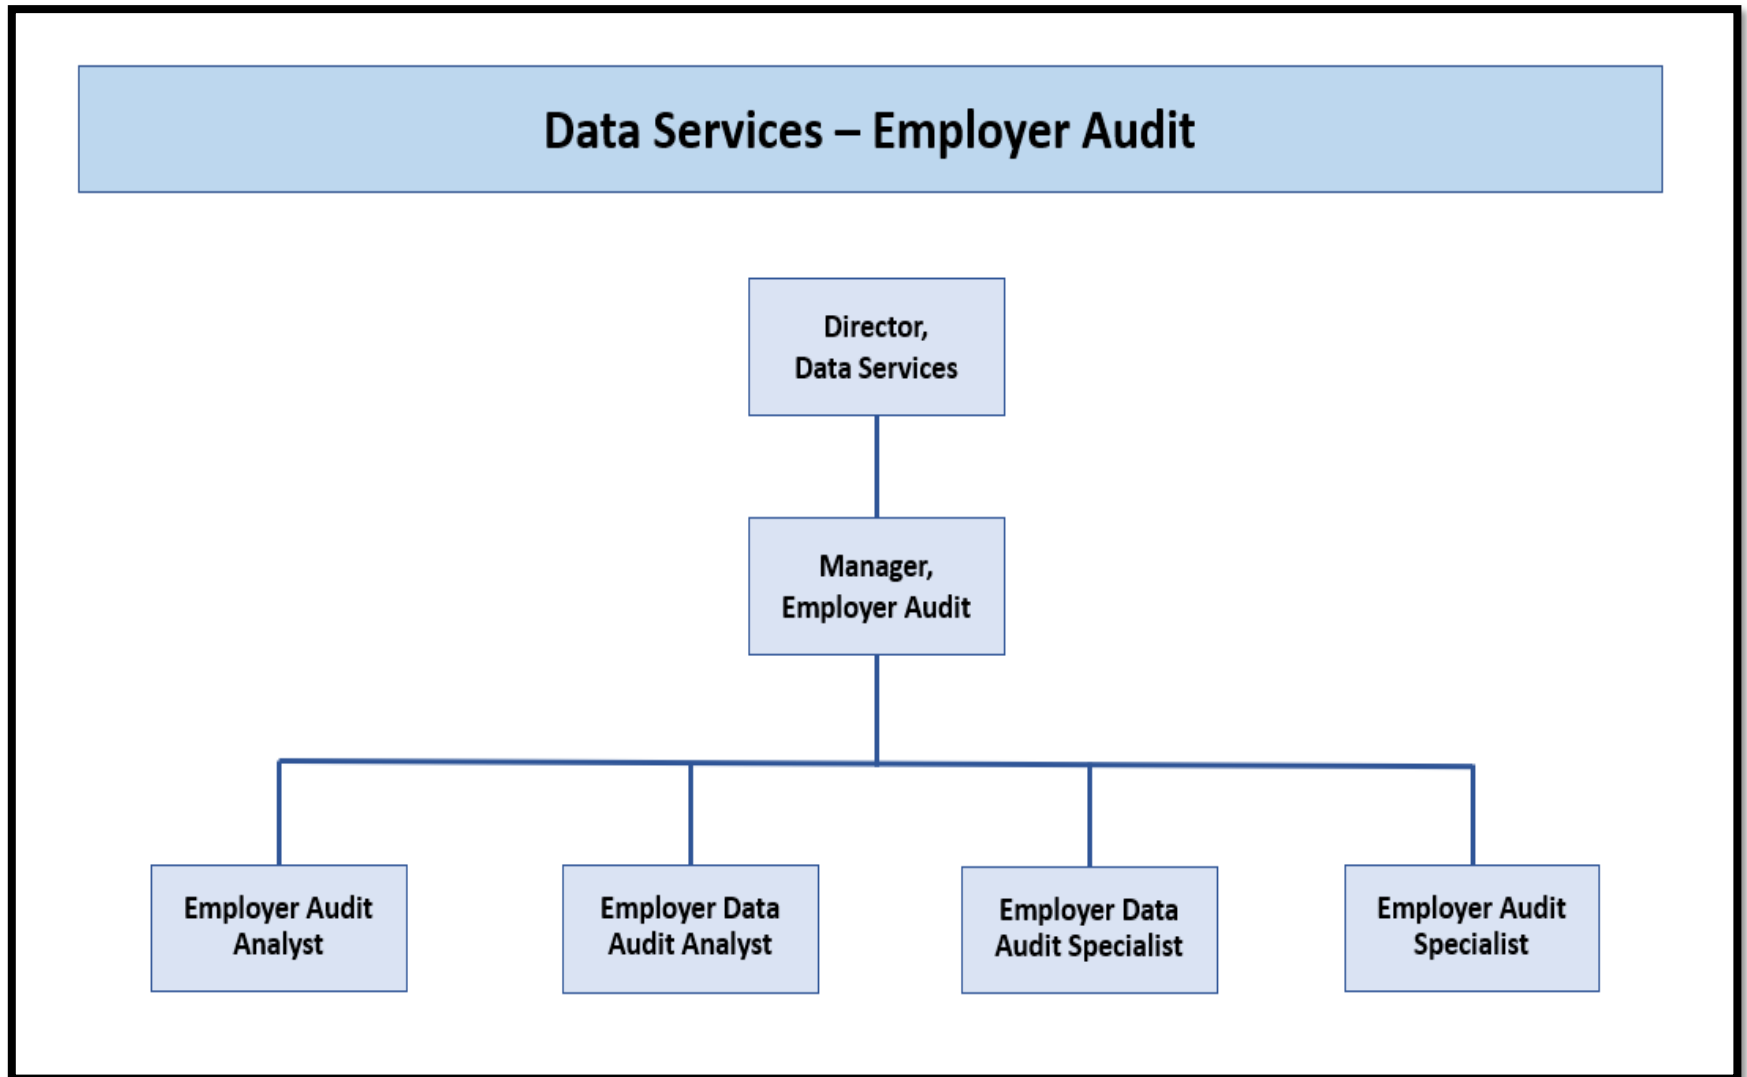 Data Services – Employer Audit
Director,
Data Services
Manager,
Employer Audit
Employer Audit
Analyst
Employer Data
Audit Analyst
Employer Data
Audit Specialist
Employer Audit
Specialist